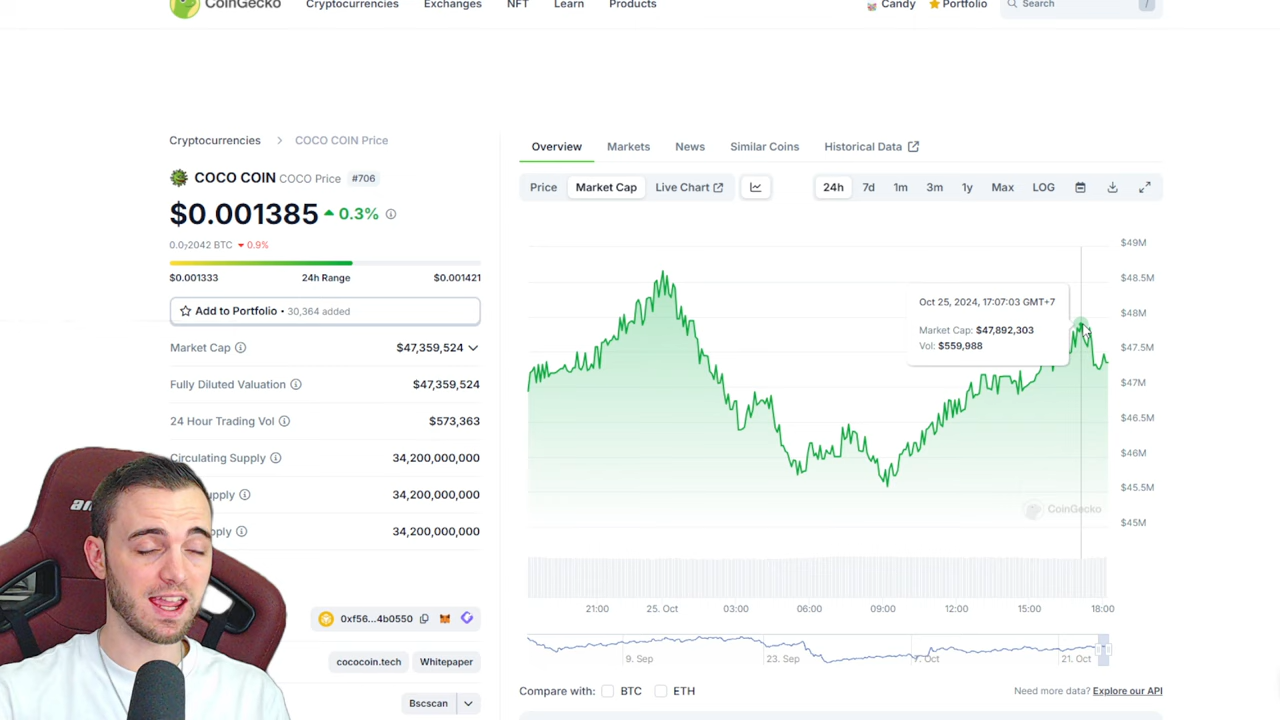 CoinGecko
Cryptocurrencies Exchanges NFT Learn Products
Candy Portfolio Search /
Cryptocurrencies > COCO COIN Price
COCO COIN COCO Price #706
$0.001385 0.3%
0.0₇2042 BTC 0.9%
$0.001333 24h Range $0.001421
Add to Portfolio • 30,364 added
Market Cap $47,359,524
Fully Diluted Valuation $47,359,524
24 Hour Trading Vol $573,363
Circulating Supply 34,200,000,000
34,200,000,000
34,200,000,000
0xf56...4b0550
cococoin.tech Whitepaper
Bscscan
Overview Markets News Similar Coins Historical Data
Price Market Cap Live Chart 24h 7d 1m 3m 1y Max LOG
$49M
$48.5M
$48M
$47.5M
$47M
$46.5M
$46M
$45.5M
$45M
Oct 25, 2024, 17:07:03 GMT+7
Market Cap: $47,892,303
Vol: $559,988
CoinGecko
21:00 25. Oct 03:00 06:00 09:00 12:00 15:00 18:00
9. Sep 23. Sep 7. Oct 21. Oct
Compare with: BTC ETH
Need more data? Explore our API